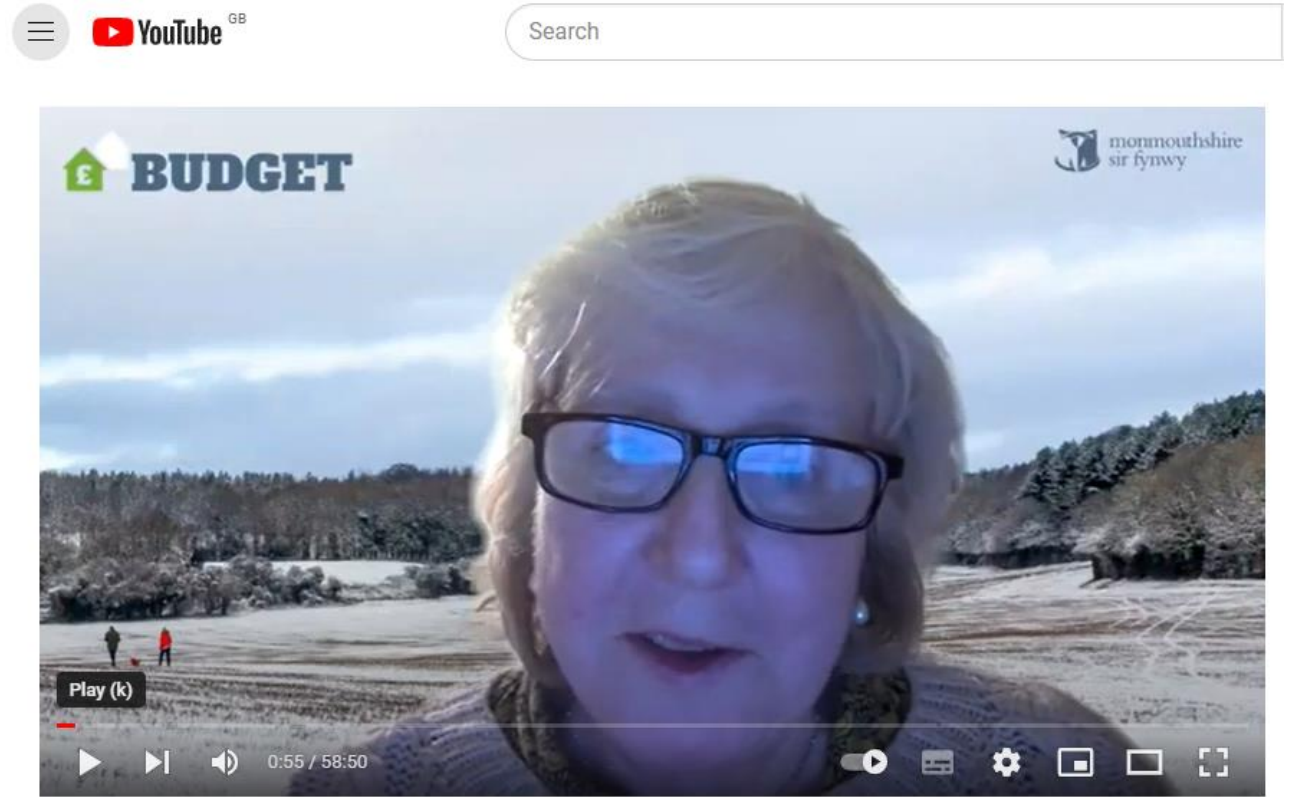 YouTube GB
Search
£ BUDGET
monmouthshire
sir fynwy
Play (k)
0:55 / 58:50